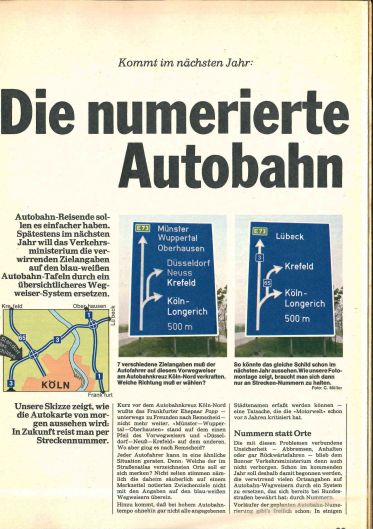 Kommt im nächsten Jahr:
Die numerierte
Autobahn
Autobahn-Reisende sol-
len es einfacher haben.
Spätestens im nächsten
Jahr will das Verkehrs-
ministerium die ver-
wirrenden Zielangaben
auf den blau-weißen
Autobahn-Tafeln durch ein
übersichtlicheres Weg-
weiser-System ersetzen.
Krefeld
Oberhausen
Lübeck
KÖLN
Frankfurt
Unsere Skizze zeigt, wie
die Autokarte von mor-
gen aussehen wird:
In Zukunft reist man per
Streckennummer.
E73
Münster
Wuppertal
Oberhausen
Düsseldorf
Neuss
Krefeld
Köln-
Longerich
500 m
7 verschiedene Zielangaben muß der
Autofahrer auf diesem Vorwegweiser
am Autobahnkreuz Köln-Nord verkraften.
Welche Richtung muß er wählen?
E73
Lübeck
3
Krefeld
65
Köln-
Longerich
500 m
Foto: C. Müller
So könnte das gleiche Schild schon im
nächsten Jahr aussehen. Wie unsere Foto-
montage zeigt, braucht man sich dann
nur an Strecken-Nummern zu halten.
Kurz vor dem Autobahnkreuz Köln-Nord
wußte das Frankfurter Ehepaar Popp —
unterwegs zu Freunden nach Remscheid —
nicht mehr weiter. »Münster—Wupper-
tal—Oberhausen« stand auf dem einen
Pfeil des Vorwegweisers und »Düssel-
dorf—Neuß—Krefeld« auf dem anderen.
Wo aber ging es nach Remscheid?
Jeder Autofahrer kann in eine ähnliche
Situation geraten. Denn: Welche der im
Straßenatlas verzeichneten Orte soll er
sich merken? Nicht selten stimmen näm-
lich die daheim säuberlich auf einem
Merkzettel notierten Zwischenziele nicht
mit den Angaben auf den blau-weißen
Wegweisern überein.
Hinzu kommt, daß bei hohem Autobahn-
tempo ohnehin gar nicht alle angegebenen
Städtenamen erfaßt werden können —
eine Tatsache, die die »Motorwelt« schon
vor 3 Jahren kritisiert hat.
Nummern statt Orte
Die mit diesen Problemen verbundene
Unsicherheit — Abbremsen, Anhalten
oder gar Rückwärtsfahren — blieb dem
Bonner Verkehrsministerium denn auch
nicht verborgen. Schon im kommenden
Jahr soll deshalb damit begonnen werden,
die verwirrend vielen Ortsangaben auf
Autobahn-Wegweisern durch ein System
zu ersetzen, das sich bereits bei Bundes-
straßen bewährt hat: durch Nummern.
Vorläufer der geplanten Autobahn-Nume-
rierung gibt's freilich schon: In einigen